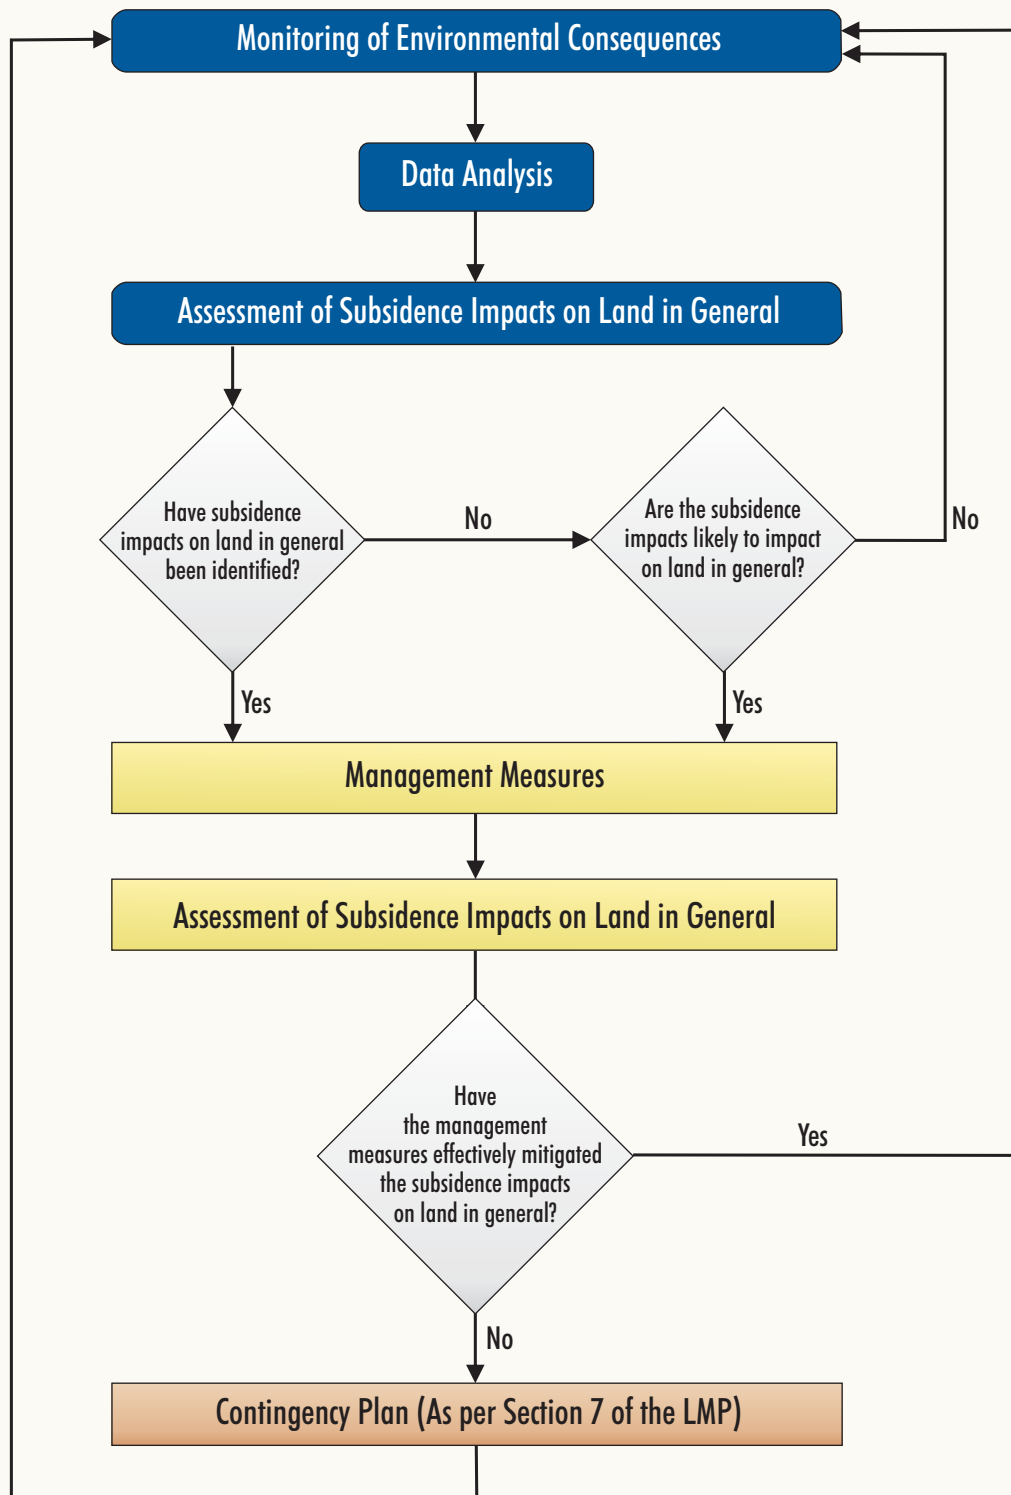 Monitoring of Environmental Consequences
Data Analysis
Assessment of Subsidence Impacts on Land in General
Have subsidence
impacts on land in general
been identified?
No
Are the subsidence
impacts likely to impact
on land in general?
No
Yes
Yes
Management Measures
Assessment of Subsidence Impacts on Land in General
Have
the management
measures effectively mitigated
the subsidence impacts
on land in general?
Yes
No
Contingency Plan (As per Section 7 of the LMP)